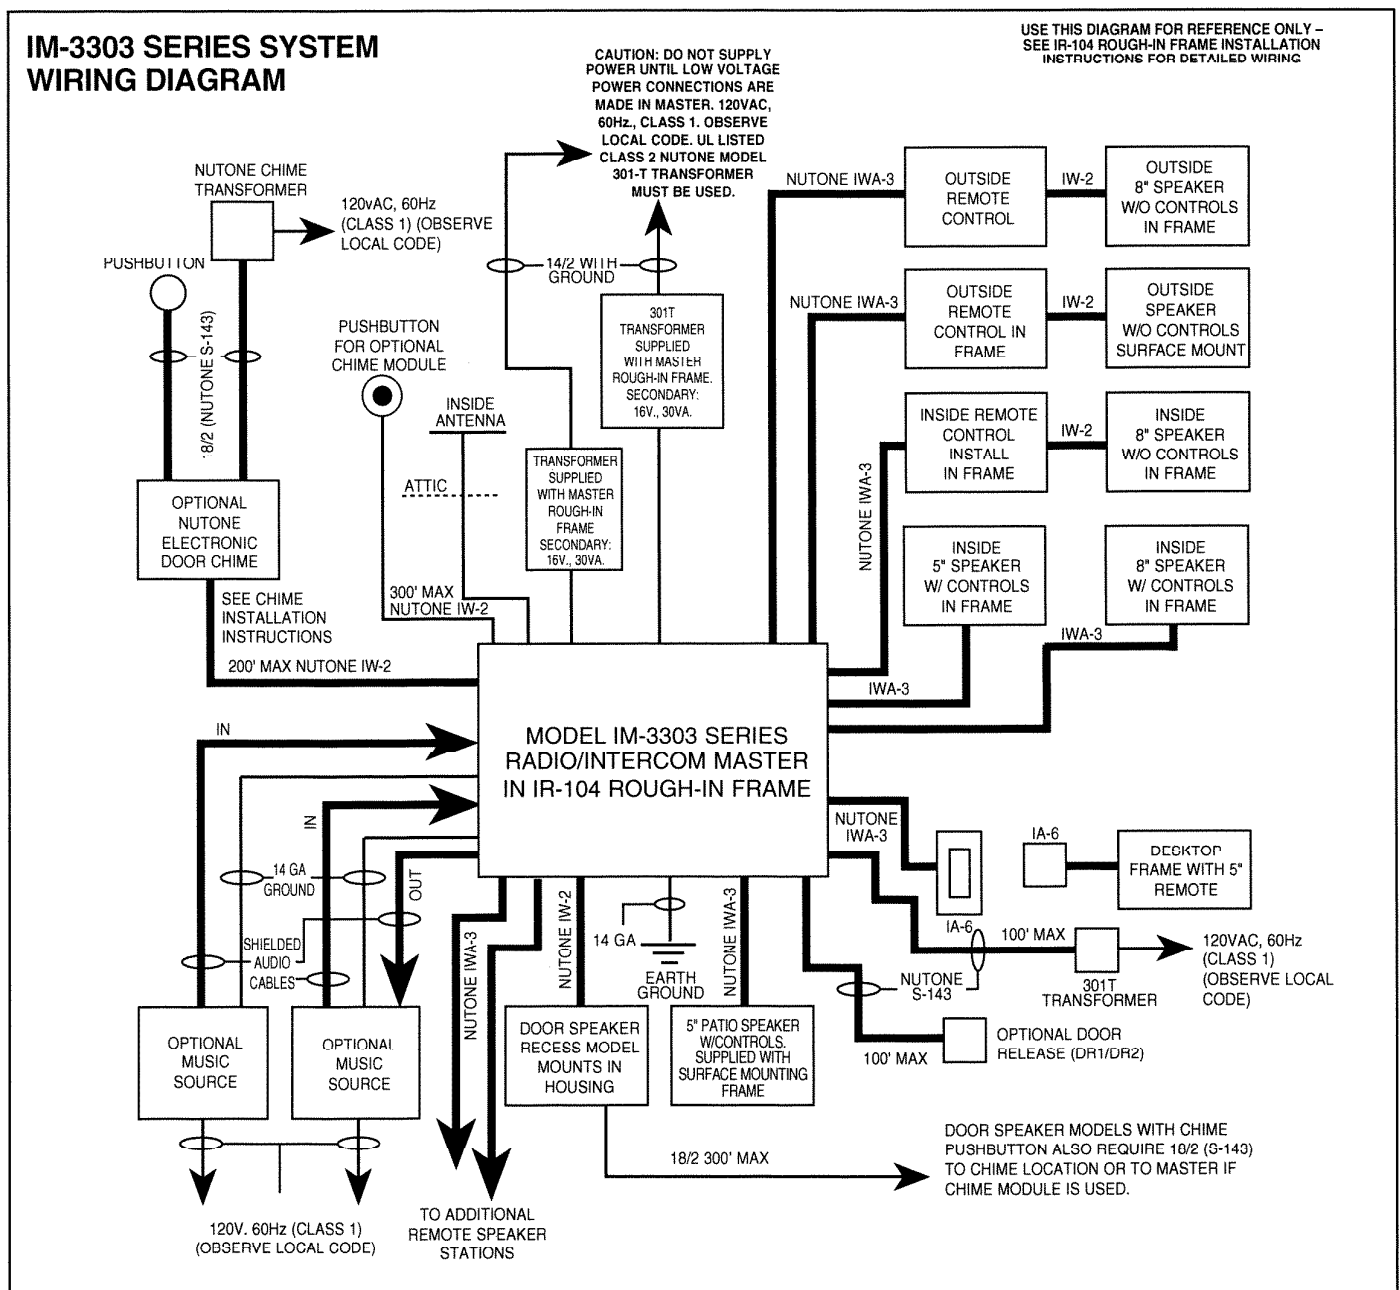 IM-3303 SERIES SYSTEM
WIRING DIAGRAM
USE THIS DIAGRAM FOR REFERENCE ONLY –
SEE IR-104 ROUGH-IN FRAME INSTALLATION
INSTRUCTIONS FOR DETAILED WIRING
CAUTION: DO NOT SUPPLY
POWER UNTIL LOW VOLTAGE
POWER CONNECTIONS ARE
MADE IN MASTER. 120VAC,
60Hz., CLASS 1. OBSERVE
LOCAL CODE. UL LISTED
CLASS 2 NUTONE MODEL
301-T TRANSFORMER
MUST BE USED.
NUTONE CHIME
TRANSFORMER
120vAC, 60Hz
(CLASS 1) (OBSERVE
LOCAL CODE)
PUSHBUTTON
18/2 (NUTONE S-143)
OPTIONAL
NUTONE
ELECTRONIC
DOOR CHIME
SEE CHIME
INSTALLATION
INSTRUCTIONS
200' MAX NUTONE IW-2
PUSHBUTTON
FOR OPTIONAL
CHIME MODULE
300' MAX
NUTONE IW-2
INSIDE
ANTENNA
ATTIC
14/2 WITH
GROUND
TRANSFORMER
SUPPLIED
WITH MASTER
ROUGH-IN
FRAME
SECONDARY:
16V., 30VA.
301T
TRANSFORMER
SUPPLIED
WITH MASTER
ROUGH-IN FRAME.
SECONDARY:
16V., 30VA.
NUTONE IWA-3
OUTSIDE
REMOTE
CONTROL
IW-2
OUTSIDE
8" SPEAKER
W/O CONTROLS
IN FRAME
NUTONE IWA-3
OUTSIDE
REMOTE
CONTROL IN
FRAME
IW-2
OUTSIDE
SPEAKER
W/O CONTROLS
SURFACE MOUNT
NUTONE IWA-3
INSIDE REMOTE
CONTROL
INSTALL
IN FRAME
IW-2
INSIDE
8" SPEAKER
W/O CONTROLS
IN FRAME
INSIDE
5" SPEAKER
W/ CONTROLS
IN FRAME
IWA-3
INSIDE
8" SPEAKER
W/ CONTROLS
IN FRAME
IWA-3
MODEL IM-3303 SERIES
RADIO/INTERCOM MASTER
IN IR-104 ROUGH-IN FRAME
IN
IN
OUT
14 GA
GROUND
SHIELDED
AUDIO
CABLES
OPTIONAL
MUSIC
SOURCE
OPTIONAL
MUSIC
SOURCE
120V. 60Hz (CLASS 1)
(OBSERVE LOCAL CODE)
NUTONE IWA-3
TO ADDITIONAL
REMOTE SPEAKER
STATIONS
NUTONE IW-2
DOOR SPEAKER
RECESS MODEL
MOUNTS IN
HOUSING
14 GA
EARTH
GROUND
NUTONE IWA-3
5" PATIO SPEAKER
W/CONTROLS.
SUPPLIED WITH
SURFACE MOUNTING
FRAME
18/2 300' MAX
DOOR SPEAKER MODELS WITH CHIME
PUSHBUTTON ALSO REQUIRE 18/2 (S-143)
TO CHIME LOCATION OR TO MASTER IF
CHIME MODULE IS USED.
NUTONE
IWA-3
IA-6
IA-6
DESKTOP
FRAME WITH 5"
REMOTE
100' MAX
NUTONE
S-143
301T
TRANSFORMER
120VAC, 60Hz
(CLASS 1)
(OBSERVE LOCAL
CODE)
100' MAX
OPTIONAL DOOR
RELEASE (DR1/DR2)